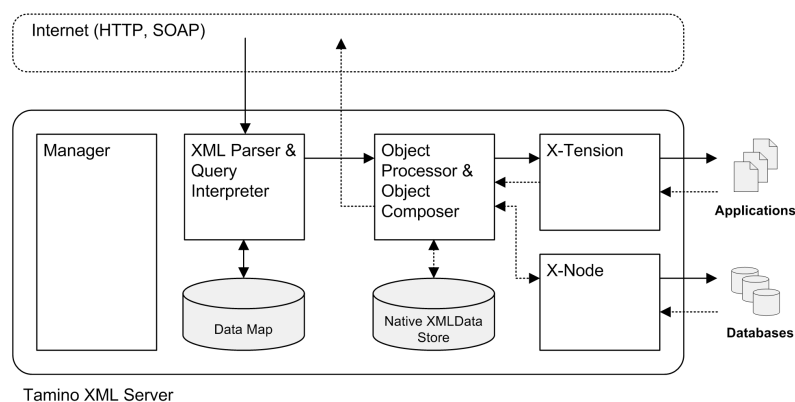 Internet (HTTP, SOAP)
Manager
XML Parser &
Query
Interpreter
Object
Processor &
Object
Composer
X-Tension
Applications
X-Node
Data Map
Native XMLData
Store
Databases
Tamino XML Server